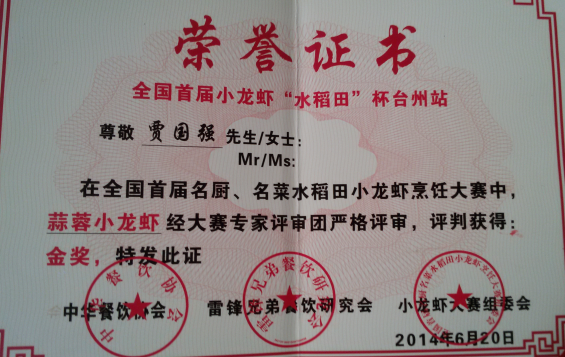 荣誉证书
全国首届小龙虾“水稻田”杯台州站
尊敬 贾国强 先生/女士：
Mr/Ms:
在全国首届名厨、名菜水稻田小龙虾烹饪大赛中，
蒜蓉小龙虾 经大赛专家评审团严格评审，评判获得：
金奖，特发此证
中华餐饮协会 雷锋兄弟餐饮研究会 小龙虾大赛组委会
2014年6月20日